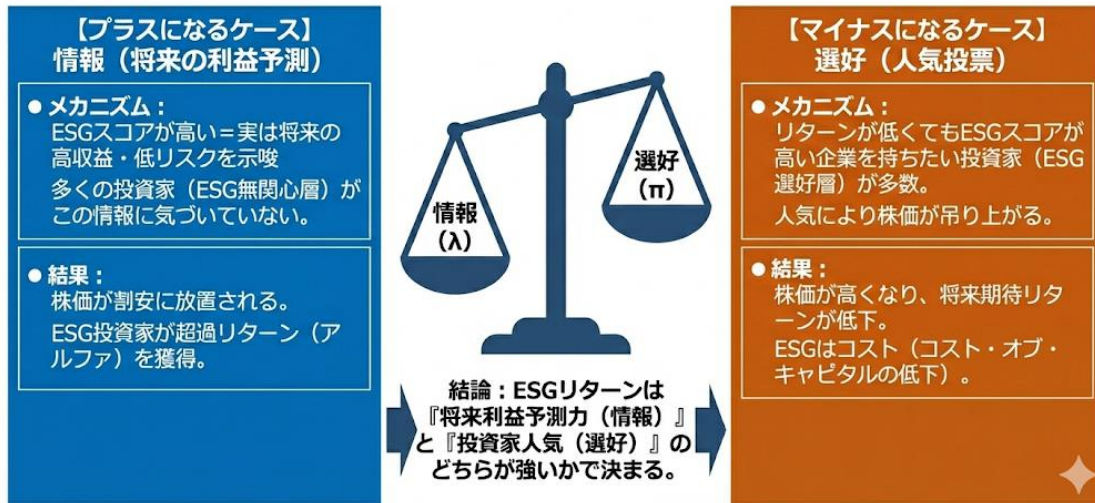 【プラスになるケース】
情報（将来の利益予測）
● メカニズム：
ESGスコアが高い＝実は将来の
高収益・低リスクを示唆
多くの投資家（ESG無関心層）が
この情報に気づいていない。
● 結果：
株価が割安に放置される。
ESG投資家が超過リターン（ア
ルファ）を獲得。
情報
（λ）
選好
（π）
結論：ESGリターンは
『将来利益予測力（情報）』
と『投資家人気（選好）』の
どちらが強いかで決まる。
【マイナスになるケース】
選好（人気投票）
● メカニズム：
リターンが低くてもESGスコアが
高い企業を持ちたい投資家（ESG
選好層）が多数。
人気により株価が吊り上がる。
● 結果：
株価が高くなり、将来期待リタ
ーンが低下。
ESGはコスト（コスト・オブ・
キャピタルの低下）。